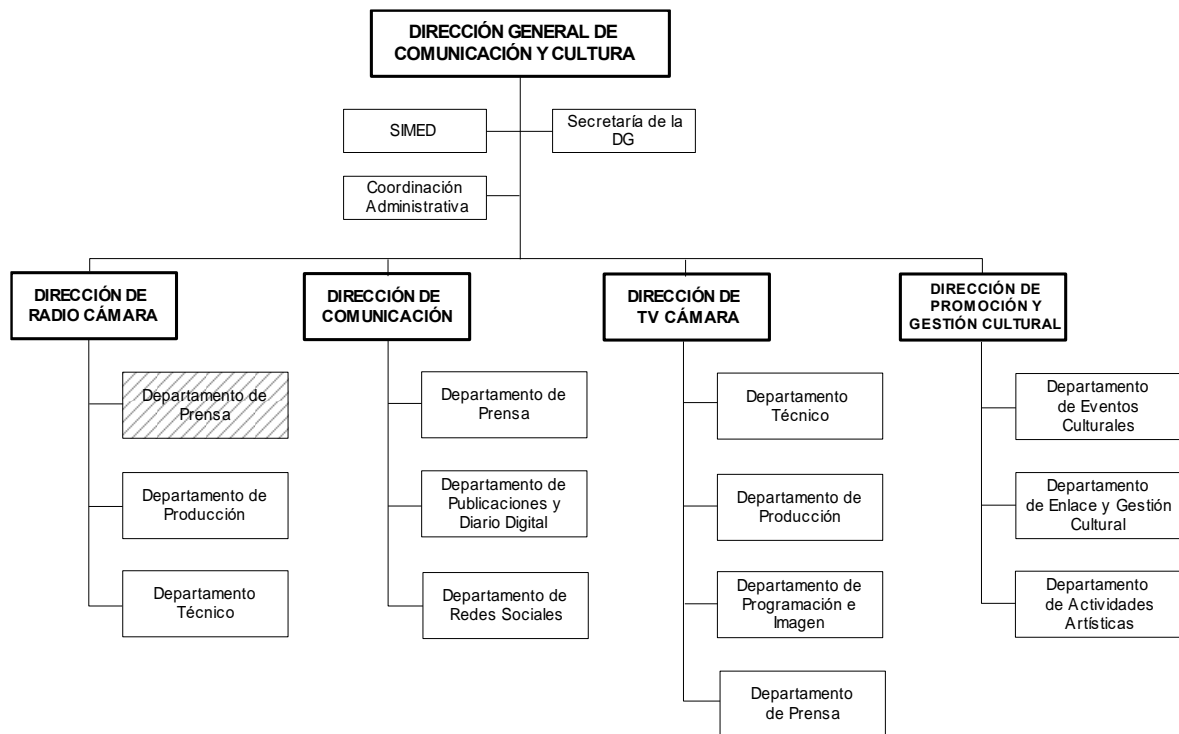 DIRECCIÓN GENERAL DE
COMUNICACIÓN Y CULTURA
SIMED
Secretaría de la
DG
Coordinación
Administrativa
DIRECCIÓN DE
RADIO CÁMARA
Departamento de
Prensa
Departamento de
Producción
Departamento
Técnico
DIRECCIÓN DE
COMUNICACIÓN
Departamento de
Prensa
Departamento de
Publicaciones y
Diario Digital
Departamento de
Redes Sociales
DIRECCIÓN DE
TV CÁMARA
Departamento
Técnico
Departamento de
Producción
Departamento de
Programación e
Imagen
Departamento
de Prensa
DIRECCIÓN DE
PROMOCIÓN Y
GESTIÓN CULTURAL
Departamento
de Eventos
Culturales
Departamento
de Enlace y Gestión
Cultural
Departamento
de Actividades
Artísticas